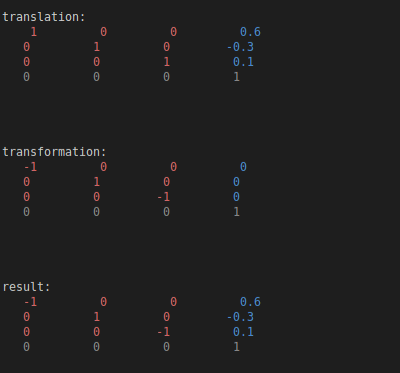 translation:
1 0 0 0.6
0 1 0 -0.3
0 0 1 0.1
0 0 0 1
transformation:
-1 0 0 0
0 1 0 0
0 0 -1 0
0 0 0 1
result:
-1 0 0 0.6
0 1 0 -0.3
0 0 -1 0.1
0 0 0 1